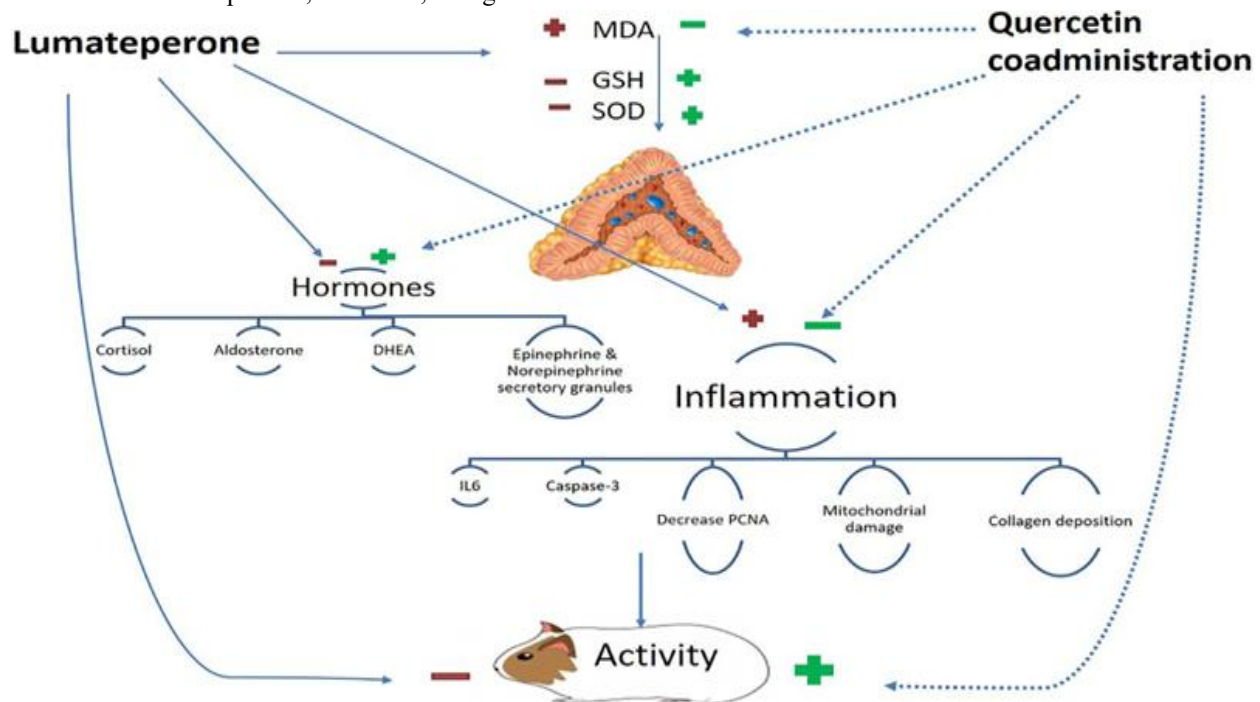 Lumateperone
MDA
GSH
SOD
Quercetin
coadministration
Hormones
Cortisol
Aldosterone
DHEA
Epinephrine &
Norepinephrine
secretory granules
Inflammation
IL6
Caspase-3
Decrease PCNA
Mitochondrial
damage
Collagen deposition
Activity